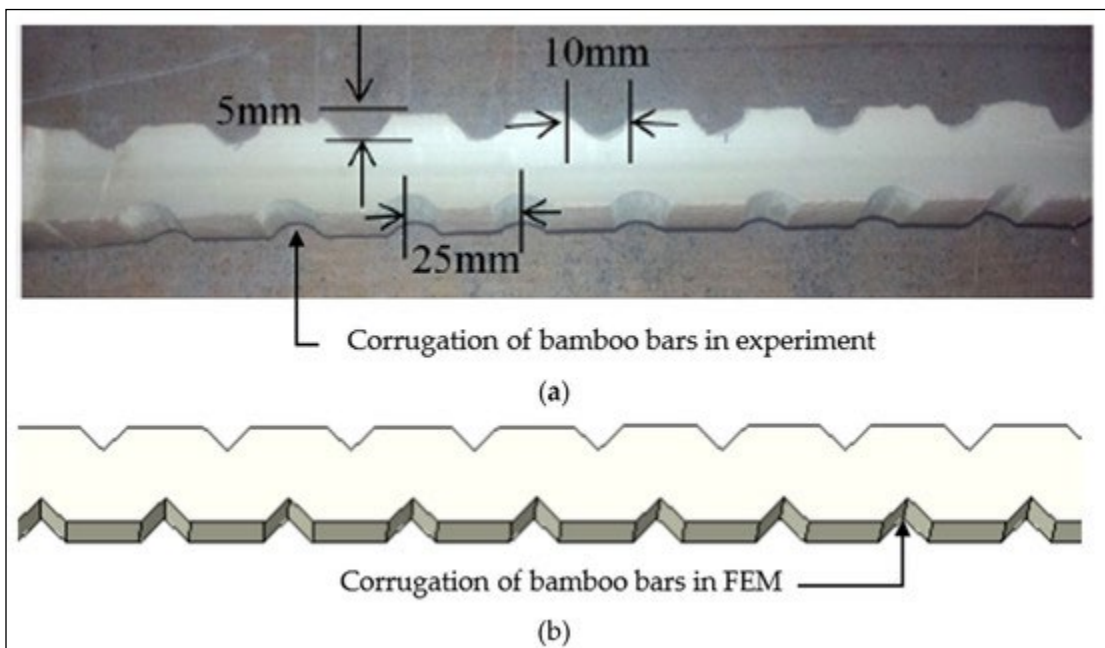 10mm
5mm
25mm
Corrugation of bamboo bars in experiment
(a)
Corrugation of bamboo bars in FEM
(b)